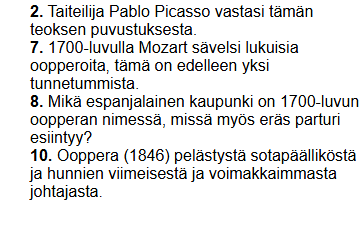 2. Taiteilija Pablo Picasso vastasi tämän
teoksen puvustuksesta.
7. 1700-luvulla Mozart sävelsi lukuisia
oopperoita, tämä on edelleen yksi
tunnetummista.
8. Mikä espanjalainen kaupunki on 1700-luvun
oopperan nimessä, missä myös eräs parturi
esiintyy?
10. Ooppera (1846) pelästystä sotapäälliköstä
ja hunnien viimeisestä ja voimakkaimmasta
johtajasta.